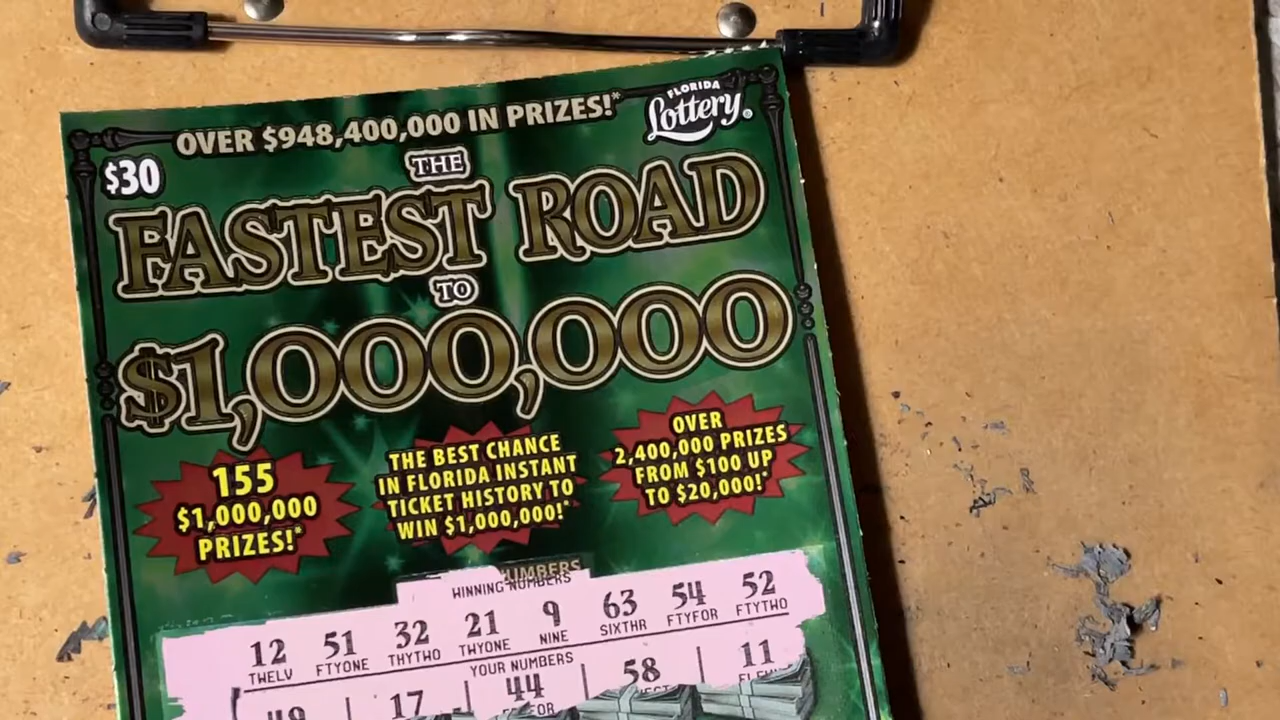 OVER $948,400,000 IN PRIZES!*
FLORIDA
Lottery®
$30
THE
FASTEST ROAD
TO
$1,000,000
155
$1,000,000
PRIZES!*
THE BEST CHANCE
IN FLORIDA INSTANT
TICKET HISTORY TO
WIN $1,000,000!*
OVER
2,400,000 PRIZES
FROM $100 UP
TO $20,000!*
WINNING NUMBERS
12 51 32 21 9 63 54 52
TWELV FTYONE THYTWO TWYONE NINE SIXTHR FTYFOR FTYTWO
YOUR NUMBERS
17 44 58 11